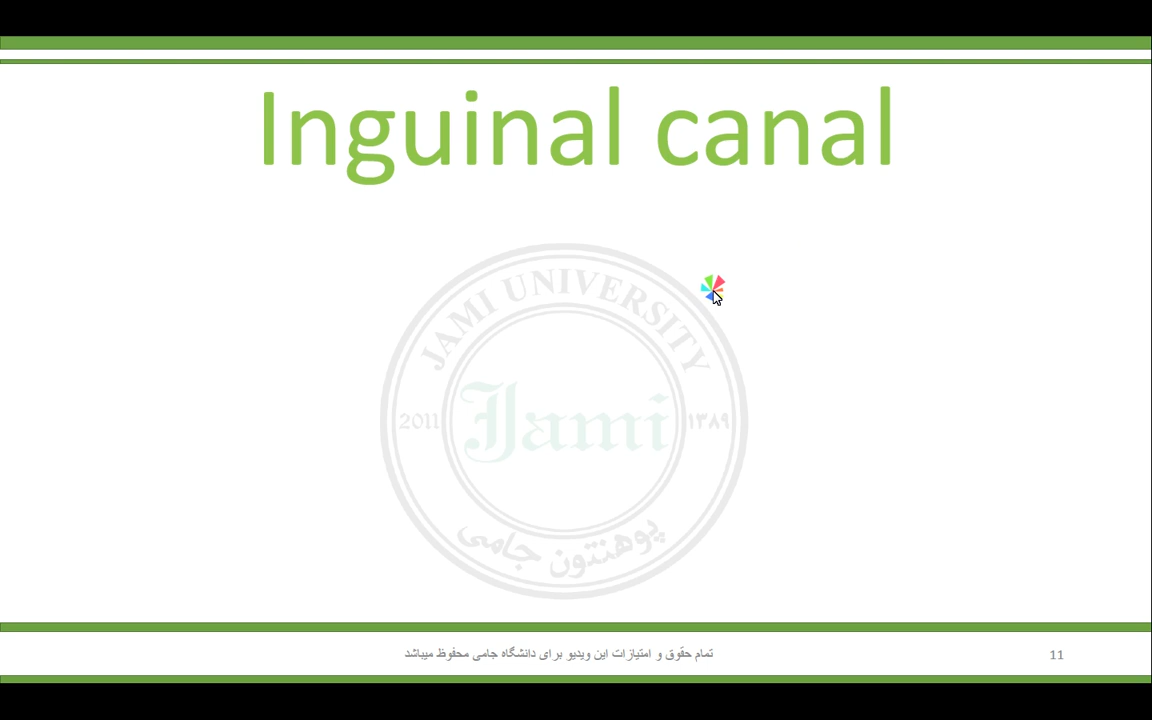 Inguinal canal
JAMI UNIVERSITY
2011
Jami
۱۳۸۹
پوهنتون جامی
تمام حقوق و امتیازات این ویدیو برای دانشگاه جامی محفوظ میباشد
11